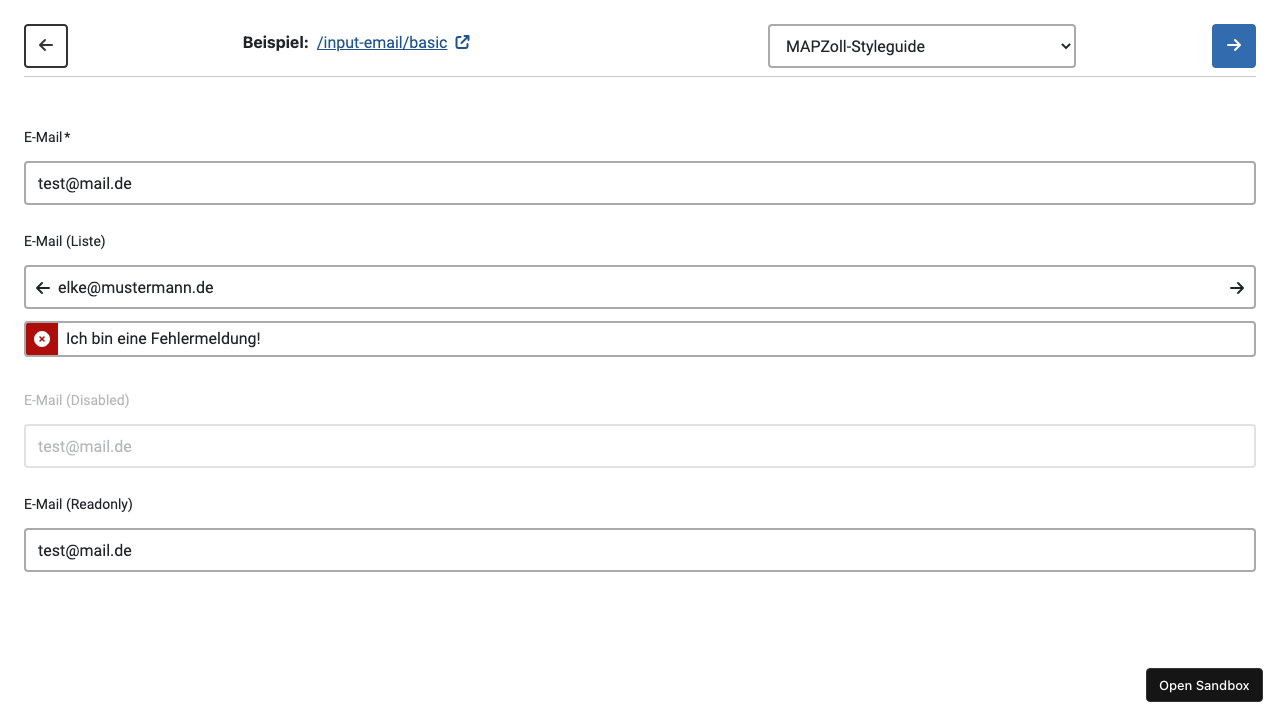 Beispiel: /input-email/basic
MAPZoll-Styleguide
E-Mail*
test@mail.de
E-Mail (Liste)
elke@mustermann.de
Ich bin eine Fehlermeldung!
E-Mail (Disabled)
test@mail.de
E-Mail (Readonly)
test@mail.de
Open Sandbox